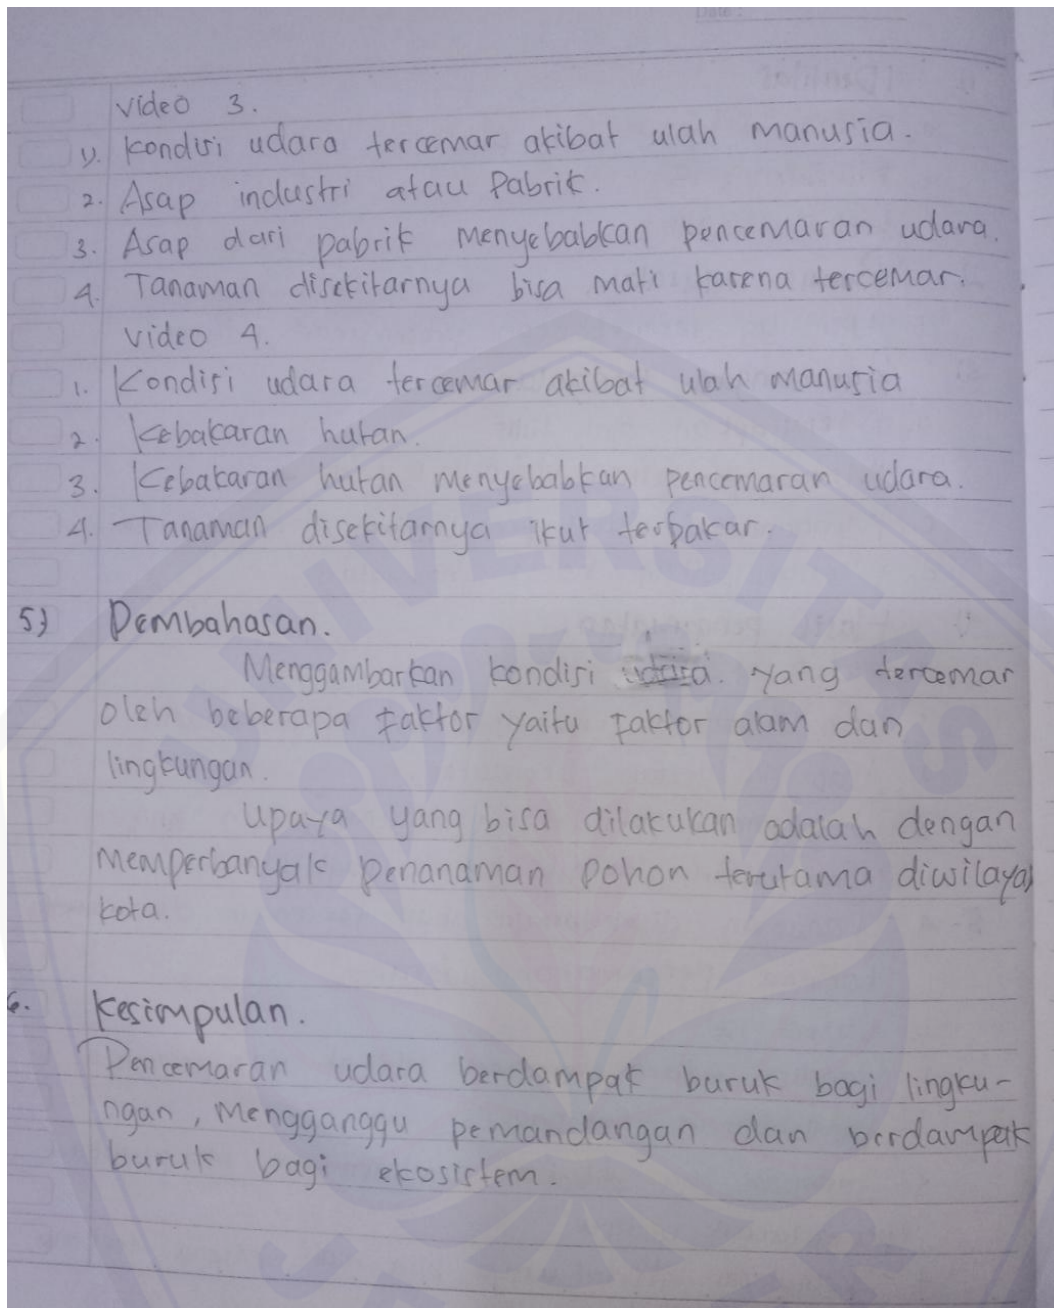 Date :
Video 3.
1). Kondisi udara tercemar akibat ulah manusia.
2. Asap industri atau Pabrik.
3. Asap dari pabrik menyebabkan pencemaran udara.
4. Tanaman disekitarnya bisa mati karena tercemar.
Video 4.
1. Kondisi udara tercemar akibat ulah manusia
2. Kebakaran hutan.
3. Kebakaran hutan menyebabkan pencemaran udara.
4. Tanaman disekitarnya ikut terbakar.
5) Pembahasan.
Menggambarkan kondisi udara. yang tercemar
oleh beberapa faktor yaitu faktor alam dan
lingkungan.
Upaya yang bisa dilakukan adalah dengan
memperbanyak penanaman pohon terutama diwilayah
kota.
6. Kesimpulan.
Pencemaran udara berdampak buruk bagi lingku-
ngan, Mengganggu pemandangan dan berdampak
buruk bagi ekosistem.
UNIVERSITAS